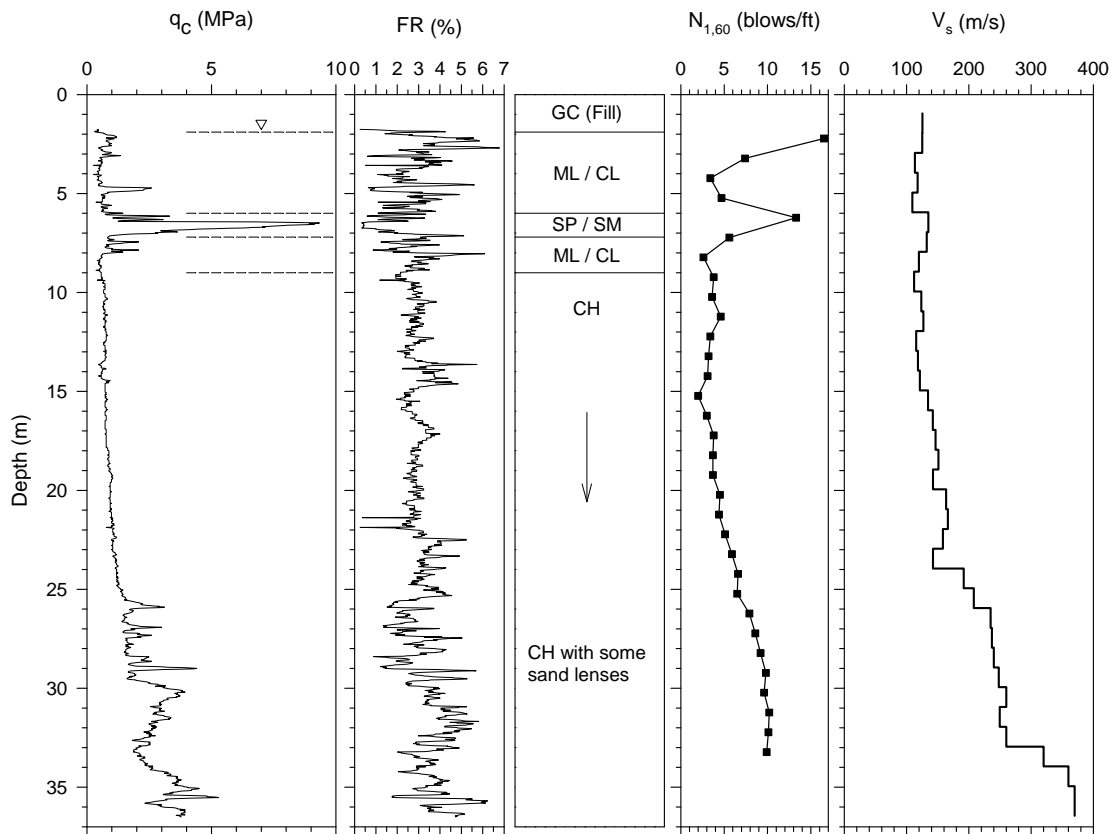 q_c (MPa)
FR (%)
N_1,60 (blows/ft)
V_s (m/s)
0 5 10
0 1 2 3 4 5 6 7
0 5 10 15
0 100 200 300 400
Depth (m)
0
5
10
15
20
25
30
35
GC (Fill)
ML / CL
SP / SM
ML / CL
CH
CH with some
sand lenses